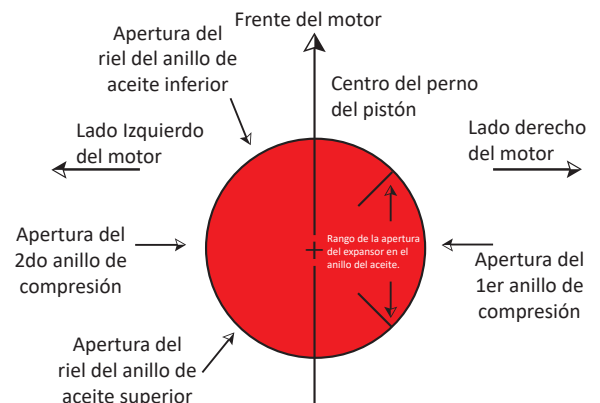 Frente del motor
Apertura del
riel del anillo de
aceite inferior
Centro del perno
del pistón
Lado Izquierdo
del motor
Lado derecho
del motor
Rango de la apertura
del expansor en el
anillo del aceite.
Apertura del
2do anillo de
compresión
Apertura del
1er anillo de
compresión
Apertura del
riel del anillo de
aceite superior